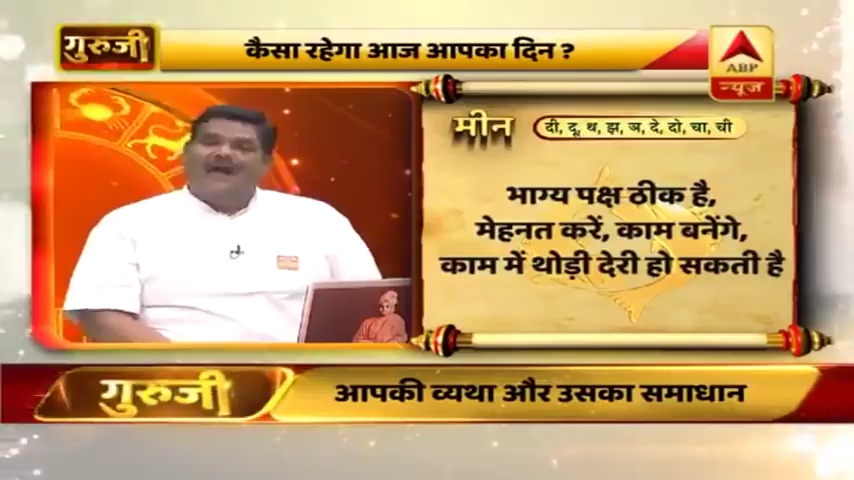 गुरुजी
कैसा रहेगा आज आपका दिन ?
ABP
न्यूज़
मीन
दी, दू, थ, झ, ञ, दे, दो, चा, ची
भाग्य पक्ष ठीक है,
मेहनत करें, काम बनेंगे,
काम में थोड़ी देरी हो सकती है
गुरुजी
आपकी व्यथा और उसका समाधान